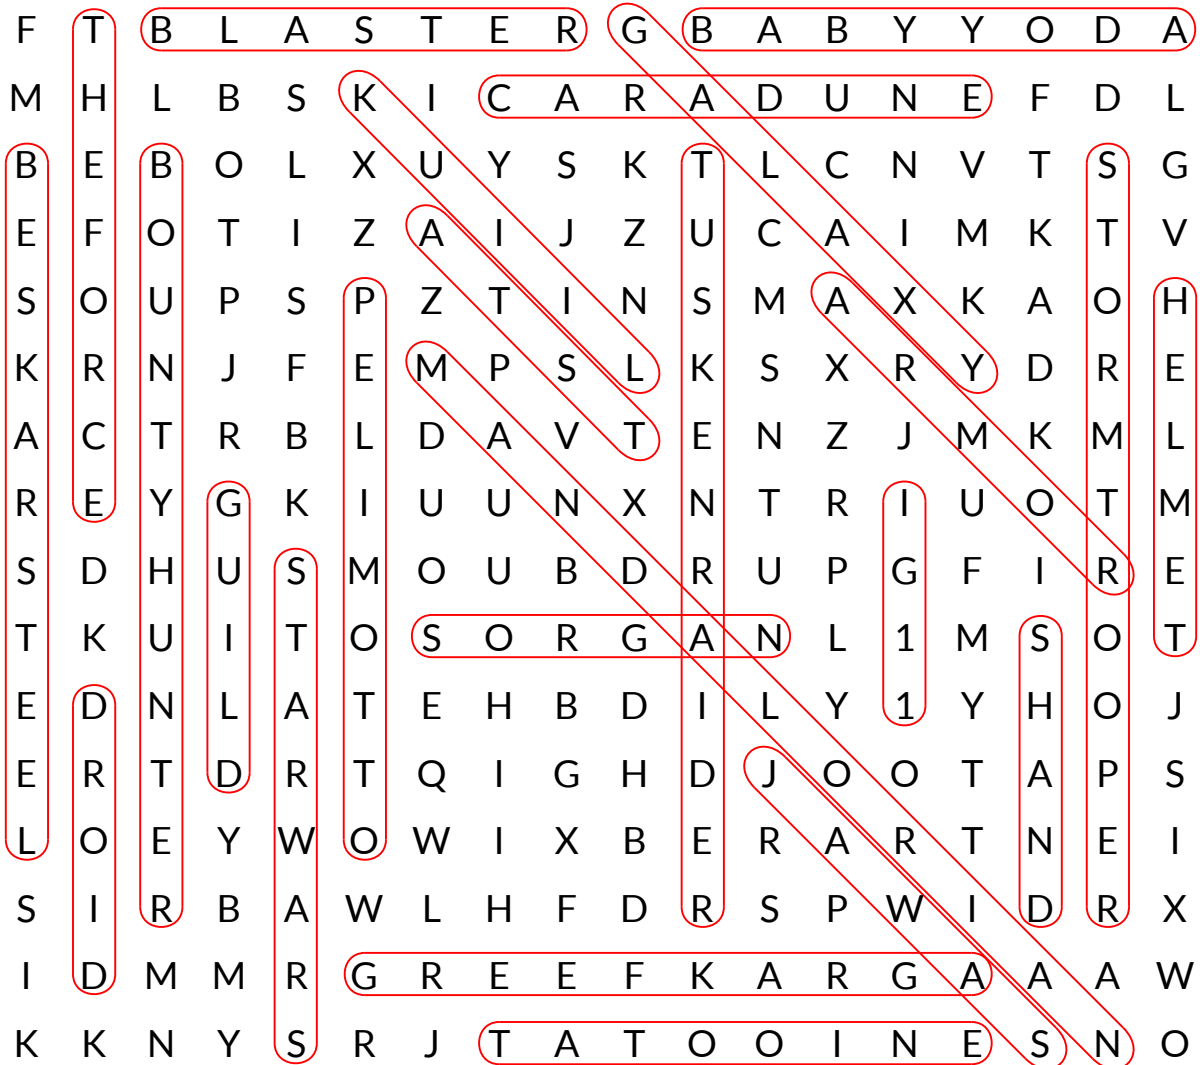 F T B L A S T E R G B A B Y Y O D A
M H L B S K I C A R A D U N E F D L
B E B O L X U Y S K T L C N V T S G
E F O T I Z A I J Z U C A I M K T V
S O U P S P Z T I N S M A X K A O H
K R N J F E M P S L K S X R Y D R E
A C T R B L D A V T E N Z J M K M L
R E Y G K I U U N X N T R I U O T M
S D H U S M O U B D R U P G F I R E
T K U I T O S O R G A N L 1 M S O T
E D N L A T E H B D I L Y 1 Y H O J
E R T D R T Q I G H D J O O T A P S
L O E Y W O W I X B E R A R T N E I
S I R B A W L H F D R S P W I D R X
I D M M R G R E E F K A R G A A A W
K K N Y S R J T A T O O I N E S N O